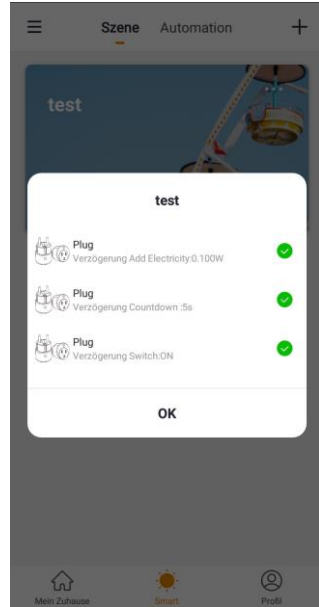 Szene Automation
test
test
Plug
Verzögerung Add Electricity:0.100W
Plug
Verzögerung Countdown :5s
Plug
Verzögerung Switch:ON
OK
Mein Zuhause Smart Profil